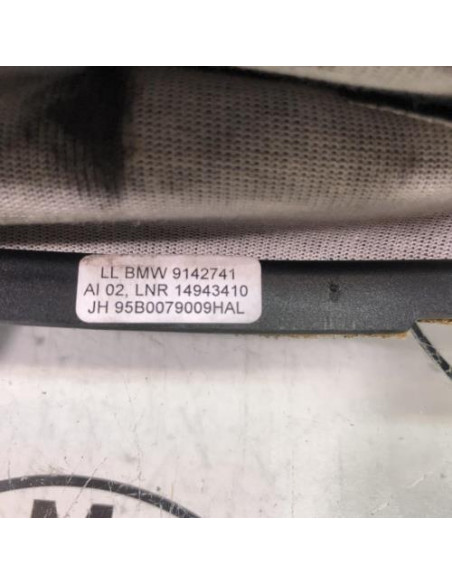 LL BMW 9142741
AI 02, LNR 14943410
JH 95B0079009HAL
M